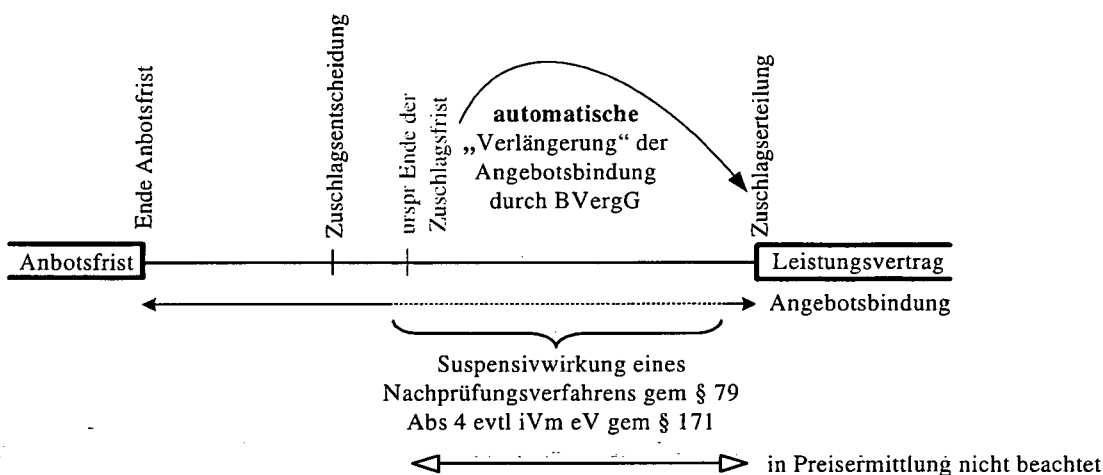 Ende Anbotsfrist
Zuschlagsentscheidung
urspr Ende der
Zuschlagsfrist
automatische
„Verlängerung“ der
Angebotsbindung
durch BVergG
Zuschlagserteilung
Anbotsfrist
Leistungsvertrag
Angebotsbindung
Suspensivwirkung eines
Nachprüfungsverfahrens gem § 79
Abs 4 evtl iVm eV gem § 171
in Preisermittlung nicht beachtet